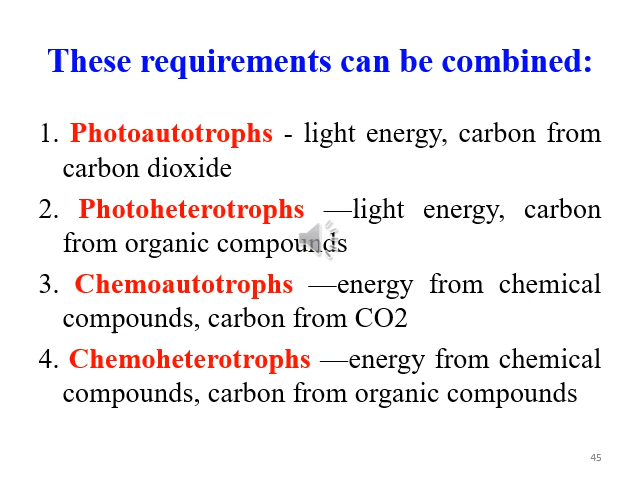 These requirements can be combined:
1. Photoautotrophs - light energy, carbon from
carbon dioxide
2. Photoheterotrophs —light energy, carbon
from organic compounds
3. Chemoautotrophs —energy from chemical
compounds, carbon from CO2
4. Chemoheterotrophs —energy from chemical
compounds, carbon from organic compounds
45